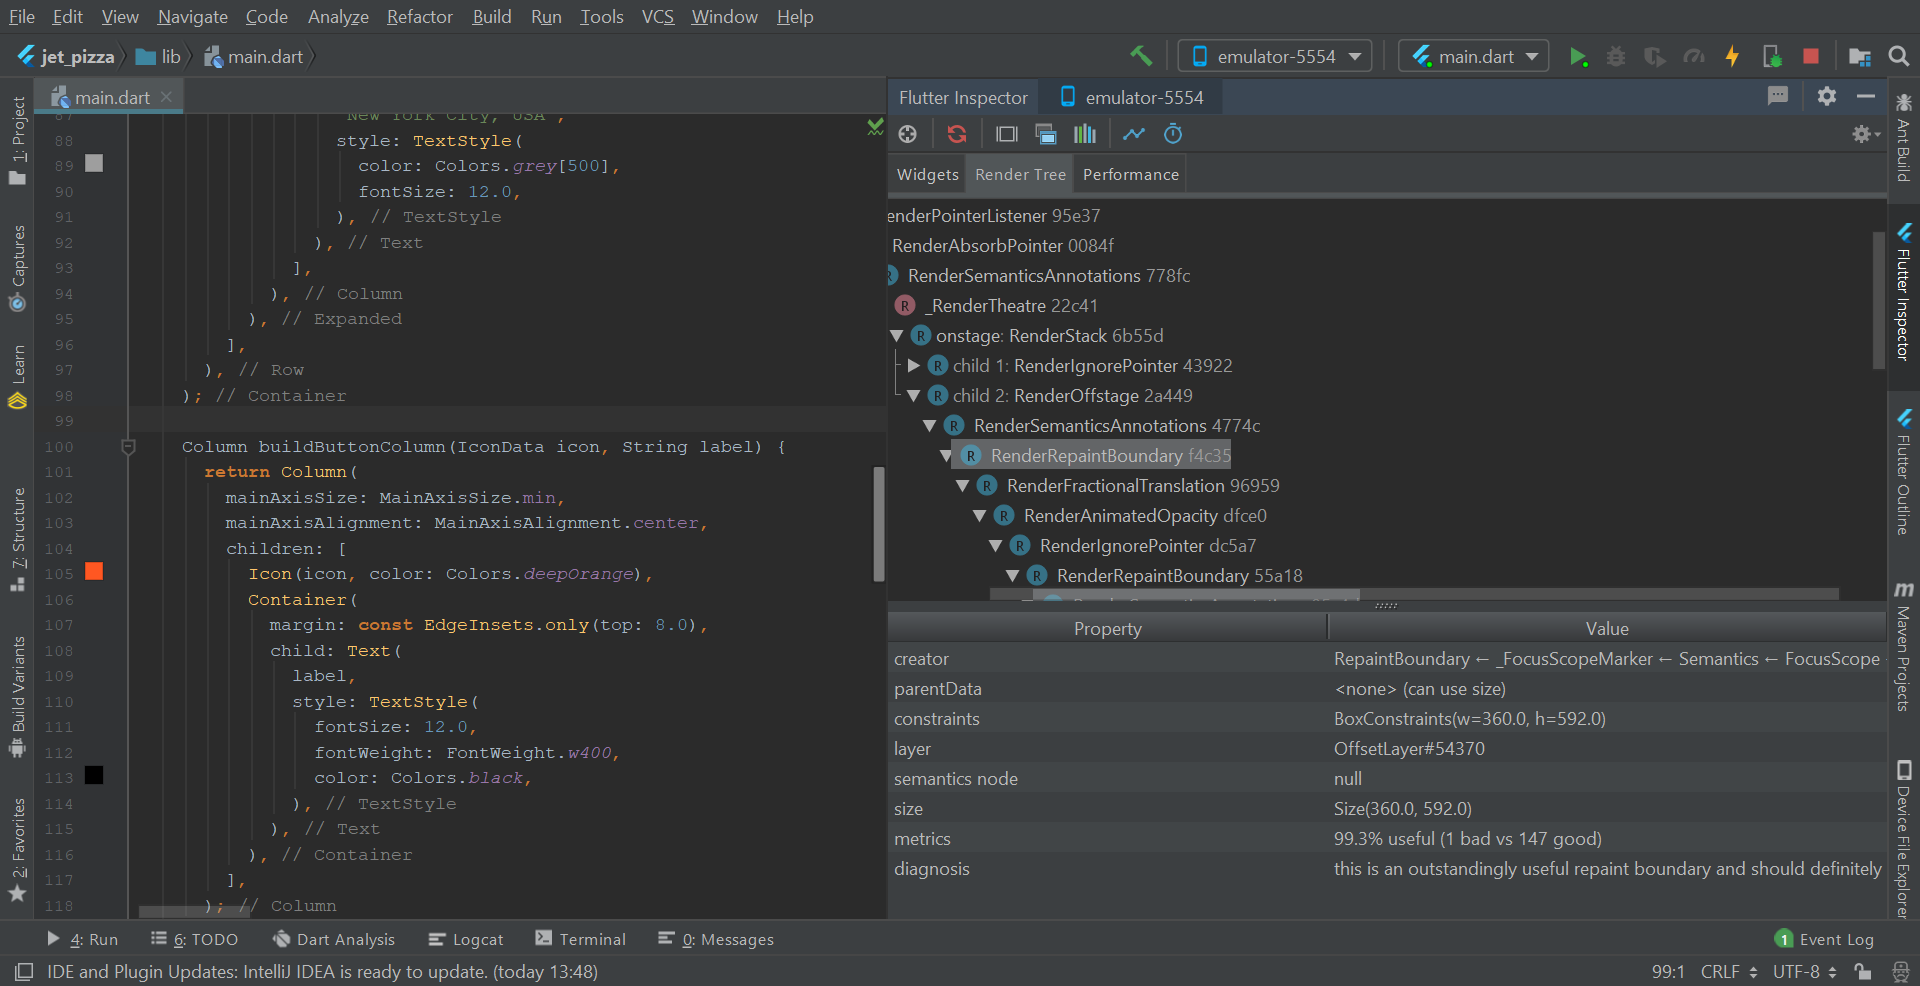 File Edit View Navigate Code Analyze Refactor Build Run Tools VCS Window Help
jet_pizza lib main.dart emulator-5554 main.dart
1: Project
Captures
Learn
7: Structure
Build Variants
2: Favorites
main.dart
87 New York City, USA",
88 style: TextStyle(
89 color: Colors.grey[500],
90 fontSize: 12.0,
91 ), // TextStyle
92 ), // Text
93 ],
94 ), // Column
95 ), // Expanded
96 ],
97 ), // Row
98 ); // Container
99
100 Column buildButtonColumn(IconData icon, String label) {
101 return Column(
102 mainAxisSize: MainAxisSize.min,
103 mainAxisAlignment: MainAxisAlignment.center,
104 children: [
105 Icon(icon, color: Colors.deepOrange),
106 Container(
107 margin: const EdgeInsets.only(top: 8.0),
108 child: Text(
109 label,
110 style: TextStyle(
111 fontSize: 12.0,
112 fontWeight: FontWeight.w400,
113 color: Colors.black,
114 ), // TextStyle
115 ), // Text
116 ), // Container
117 ],
118 ); // Column
Flutter Inspector emulator-5554
Widgets Render Tree Performance
enderPointerListener 95e37
RenderAbsorbPointer 0084f
R RenderSemanticsAnnotations 778fc
R _RenderTheatre 22c41
R onstage: RenderStack 6b55d
R child 1: RenderIgnorePointer 43922
R child 2: RenderOffstage 2a449
R RenderSemanticsAnnotations 4774c
R RenderRepaintBoundary f4c35
R RenderFractionalTranslation 96959
R RenderAnimatedOpacity dfce0
R RenderIgnorePointer dc5a7
R RenderRepaintBoundary 55a18
Property Value
creator RepaintBoundary ← _FocusScopeMarker ← Semantics ← FocusScope
parentData <none> (can use size)
constraints BoxConstraints(w=360.0, h=592.0)
layer OffsetLayer#54370
semantics node null
size Size(360.0, 592.0)
metrics 99.3% useful (1 bad vs 147 good)
diagnosis this is an outstandingly useful repaint boundary and should definitely
Ant Build
Flutter Inspector
Flutter Outline
m Maven Projects
Device File Explorer
4: Run 6: TODO Dart Analysis Logcat Terminal 0: Messages 1 Event Log
IDE and Plugin Updates: IntelliJ IDEA is ready to update. (today 13:48) 99:1 CRLF UTF-8